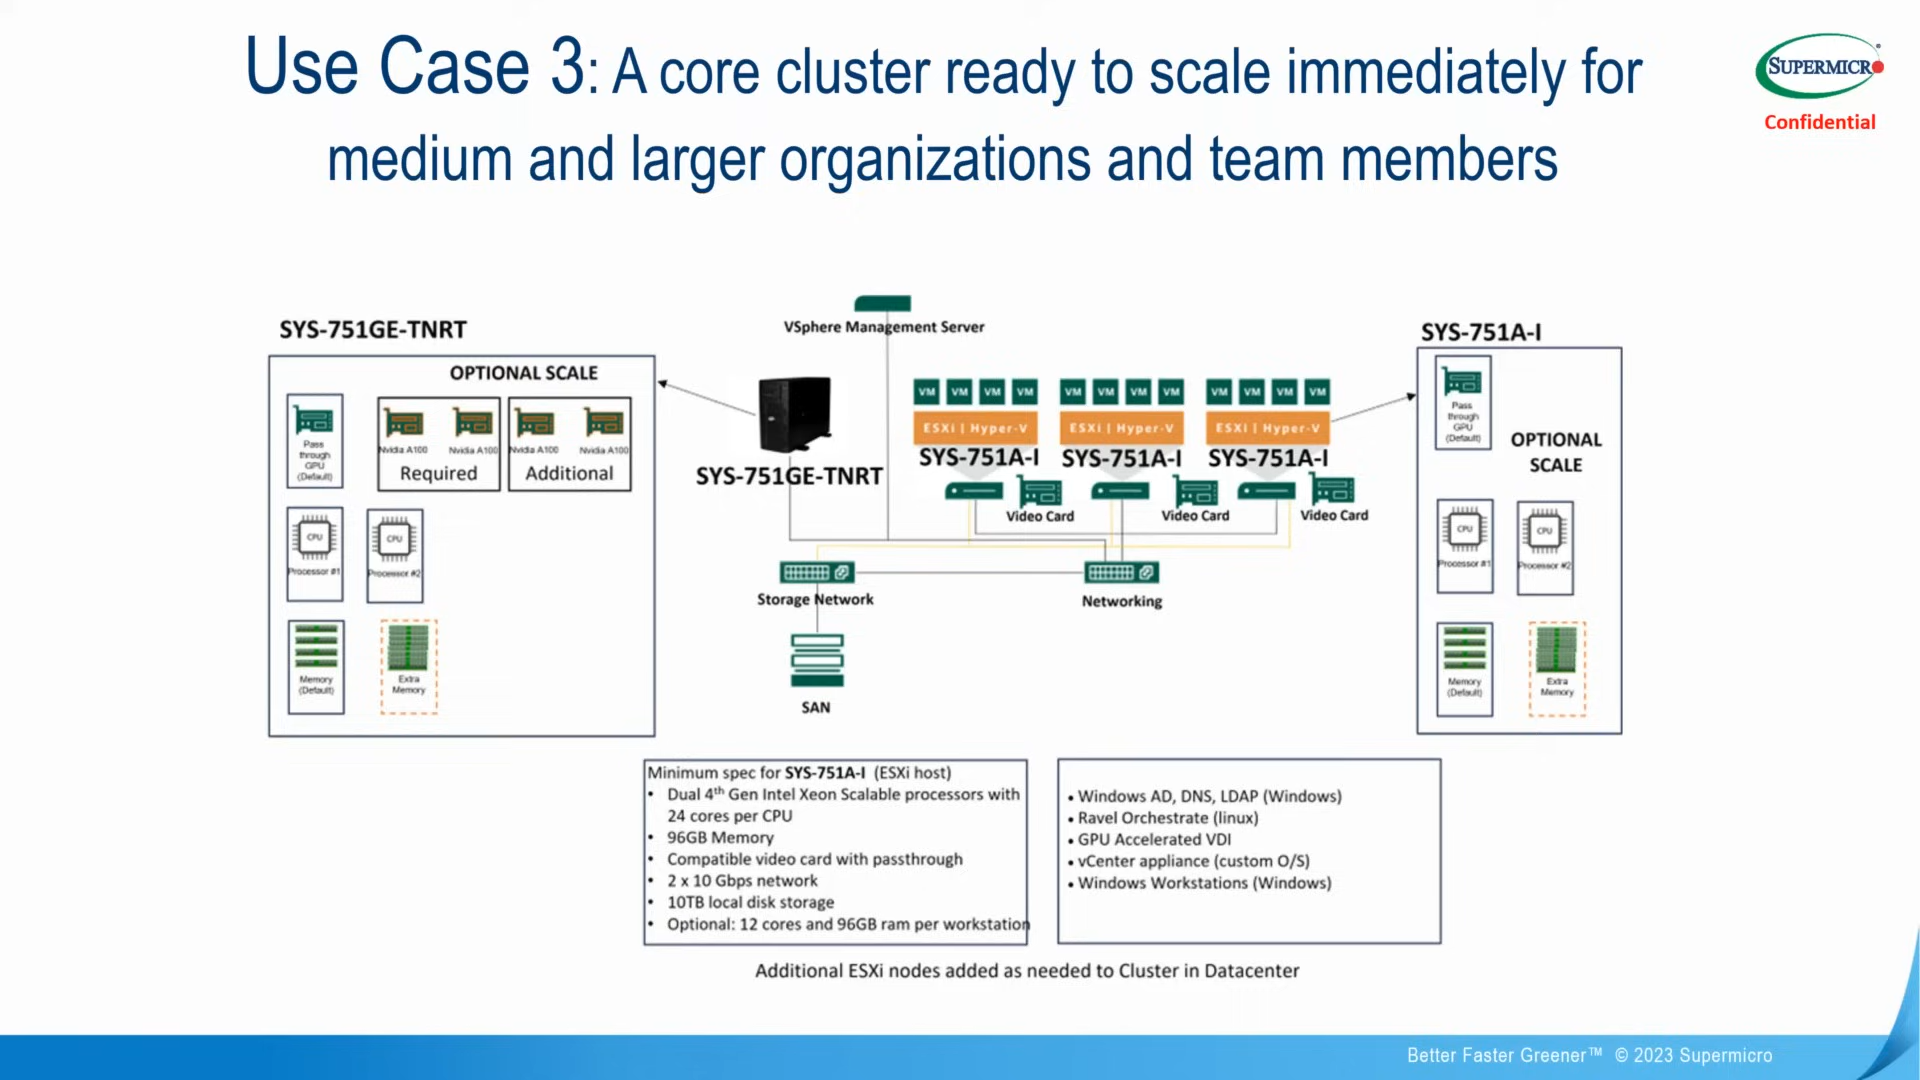 Use Case 3: A core cluster ready to scale immediately for
medium and larger organizations and team members
SUPERMICR
Confidential
SYS-751GE-TNRT
OPTIONAL SCALE
Pass
through
GPU
(Default)
Nvidia A100
Nvidia A100
Required
Nvidia A100
Nvidia A100
Additional
CPU
Processor #1
CPU
Processor #2
Memory
(Default)
Extra
Memory
VSphere Management Server
SYS-751GE-TNRT
VM VM VM VM
ESXi | Hyper-V
SYS-751A-I
Video Card
VM VM VM VM
ESXi | Hyper-V
SYS-751A-I
Video Card
VM VM VM VM
ESXi | Hyper-V
SYS-751A-I
Video Card
Storage Network
Networking
SAN
SYS-751A-I
Pass
through
GPU
(Default)
OPTIONAL
SCALE
CPU
Processor #1
CPU
Processor #2
Memory
(Default)
Extra
Memory
Minimum spec for SYS-751A-I (ESXi host)
• Dual 4th Gen Intel Xeon Scalable processors with
24 cores per CPU
• 96GB Memory
• Compatible video card with passthrough
• 2 x 10 Gbps network
• 10TB local disk storage
• Optional: 12 cores and 96GB ram per workstation
• Windows AD, DNS, LDAP (Windows)
• Ravel Orchestrate (linux)
• GPU Accelerated VDI
• vCenter appliance (custom O/S)
• Windows Workstations (Windows)
Additional ESXi nodes added as needed to Cluster in Datacenter
Better Faster Greener™ © 2023 Supermicro